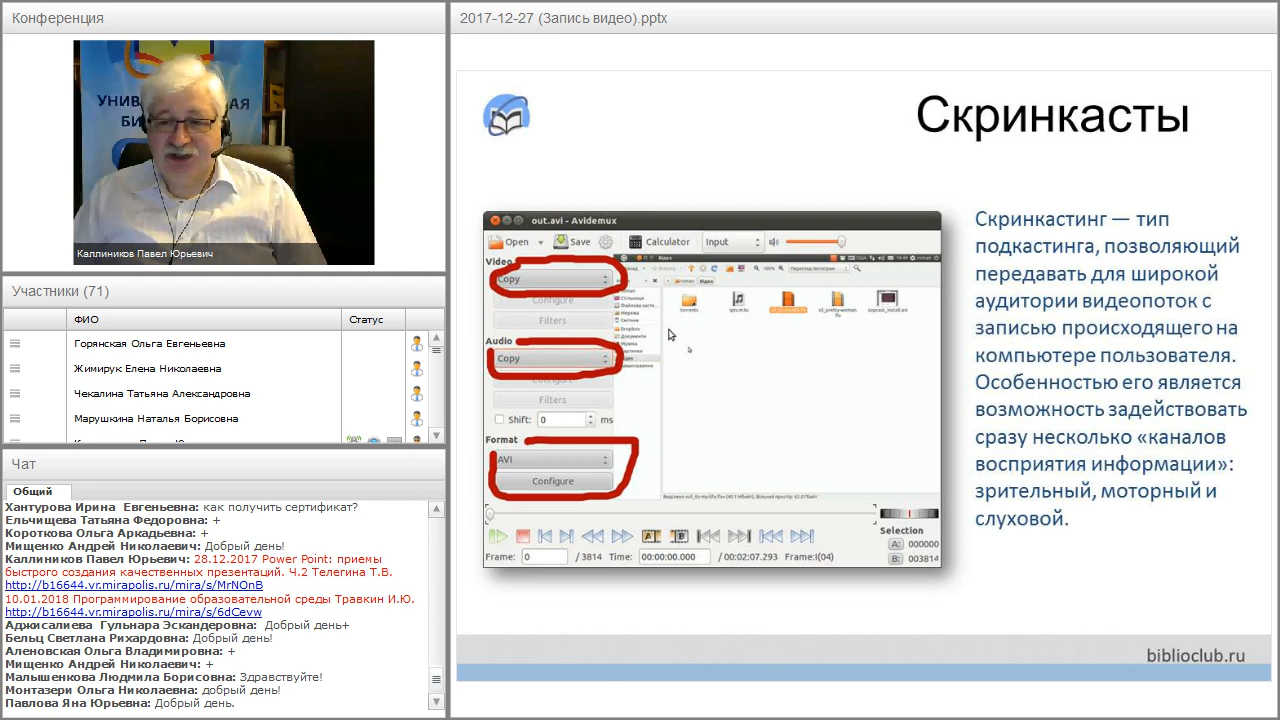 Конференция
УНИВ
АЯ
Каллиников Павел Юрьевич
Участники (71)
ФИО
Статус
Горунская Ольга Евгеньевна
Жимирук Елена Николаевна
Чекалина Татьяна Александровна
Марушкина Наталья Борисовна
Чат
Общий
Хантурова Ирина Евгеньевна: как получить сертификат?
Ельчищева Татьяна Федоровна: +
Короткова Ольга Аркадьевна: +
Мищенко Андрей Николаевич: Добрый день!
Каллиников Павел Юрьевич: 28.12.2017 Power Point: приемы
быстрого создания качественных презентаций. Ч.2 Телегина Т.В.
http://b16644.vr.mirapolis.ru/mira/s/MrNOnB
10.01.2018 Программирование образовательной среды Травкин И.Ю.
http://b16644.vr.mirapolis.ru/mira/s/6dCevw
Аджисалиева Гульнара Эскандеровна: Добрый день+
Бельц Светлана Рихардовна: Добрый день!
Аленовская Ольга Владимировна: +
Мищенко Андрей Николаевич: +
Малышенкова Людмила Борисовна: Здравствуйте!
Монтазери Ольга Николаевна: добрый день!
Павлова Яна Юрьевна: Добрый день.
2017-12-27 (Запись видео).pptx
Скринкасты
out.avi - Avidemux
Open
Save
Calculator
Input
Video
Copy
Configure
Filters
Audio
Copy
Configure
Filters
Shift: 0 ms
Format
AVI
Configure
torrents
Selection
A: 000000
B: 003814
Frame: 0 / 3814 Time: 00:00:00.000 / 00:02:07.293 Frame:I(04)
Скринкастинг — тип
подкастинга, позволяющий
передавать для широкой
аудитории видеопоток с
записью происходящего на
компьютере пользователя.
Особенностью его является
возможность задействовать
сразу несколько «каналов
восприятия информации»:
зрительный, моторный и
слуховой.
biblioclub.ru